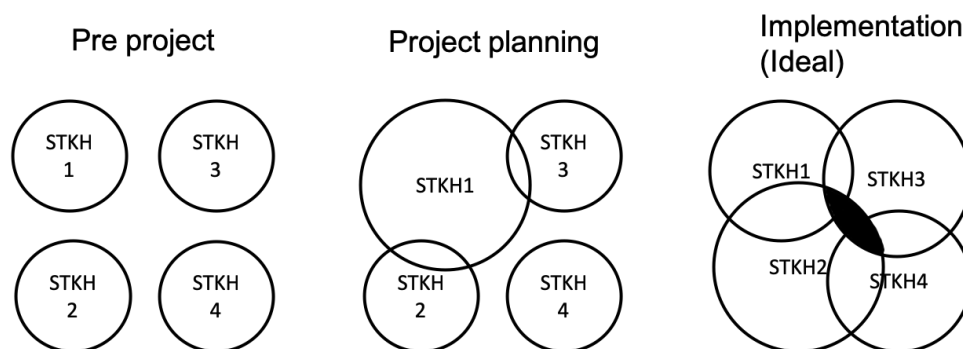 Pre project
STKH
1
STKH
3
STKH
2
STKH
4
Project planning
STKH1
STKH
3
STKH
2
STKH
4
Implementation
(Ideal)
STKH1
STKH3
STKH2
STKH4